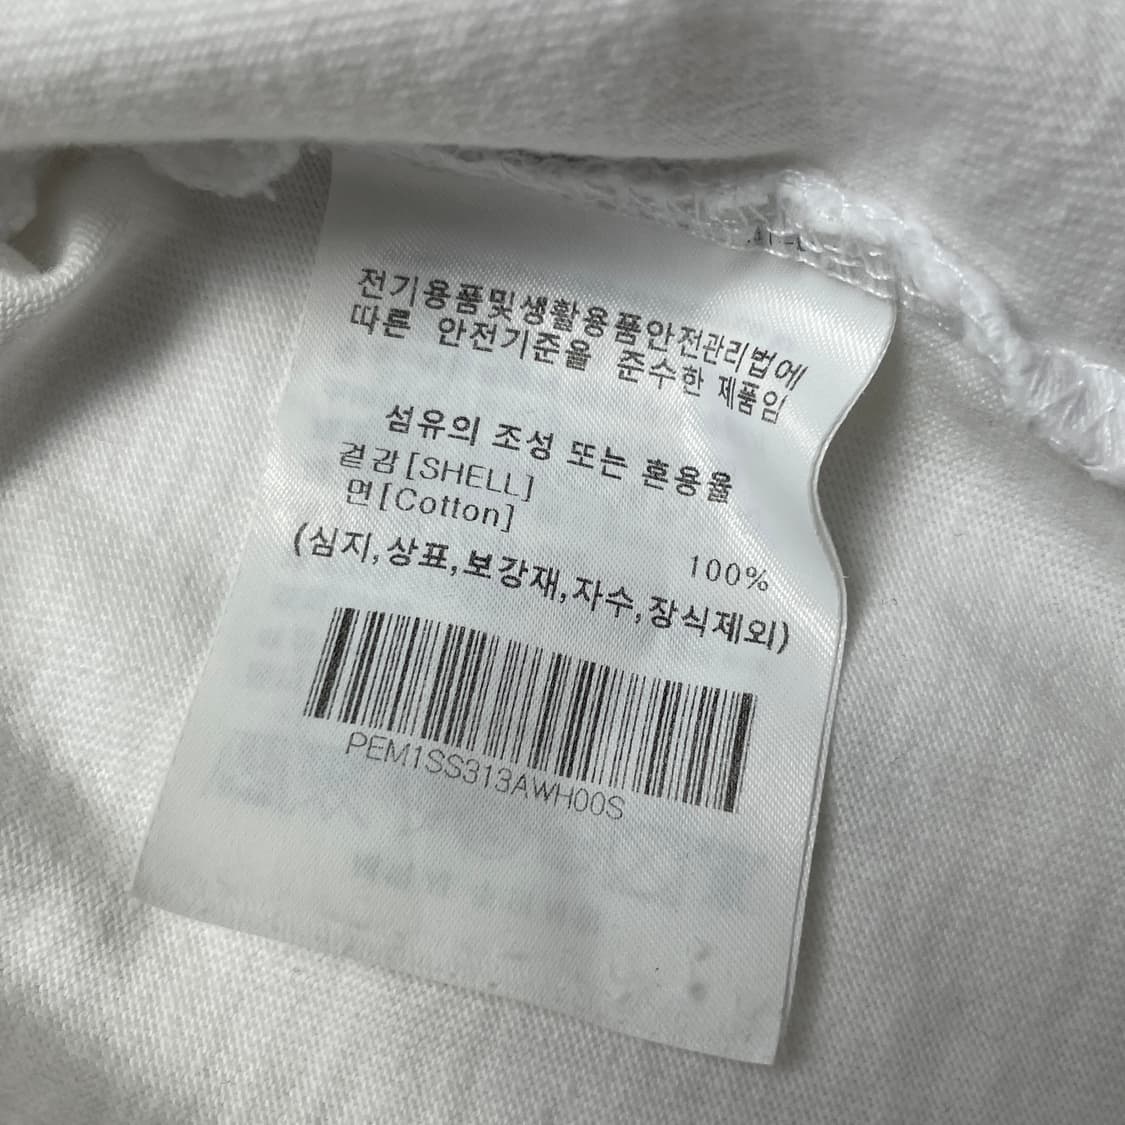 전기용품및생활용품안전관리법에
따른 안전기준을 준수한 제품임
섬유의 조성 또는 혼용율
겉감[SHELL]
면[Cotton]
100%
(심지,상표,보강재,자수,장식제외)
PEM1SS313AWH00S